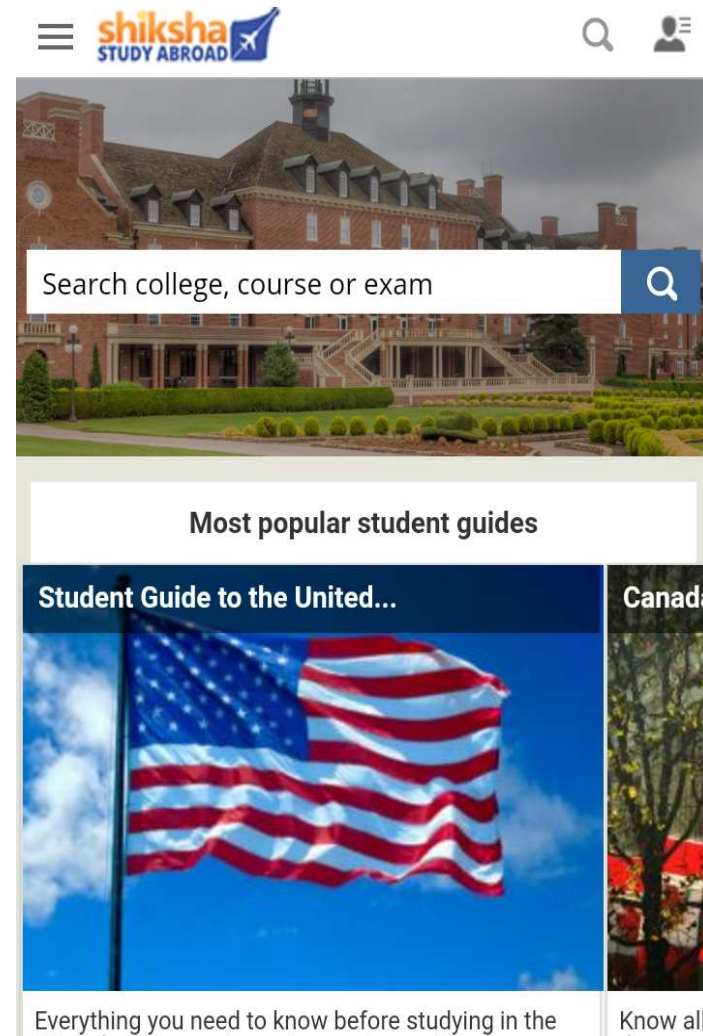 shiksha
STUDY ABROAD
Search college, course or exam
Most popular student guides
Student Guide to the United...
Canad
Everything you need to know before studying in the
Know all